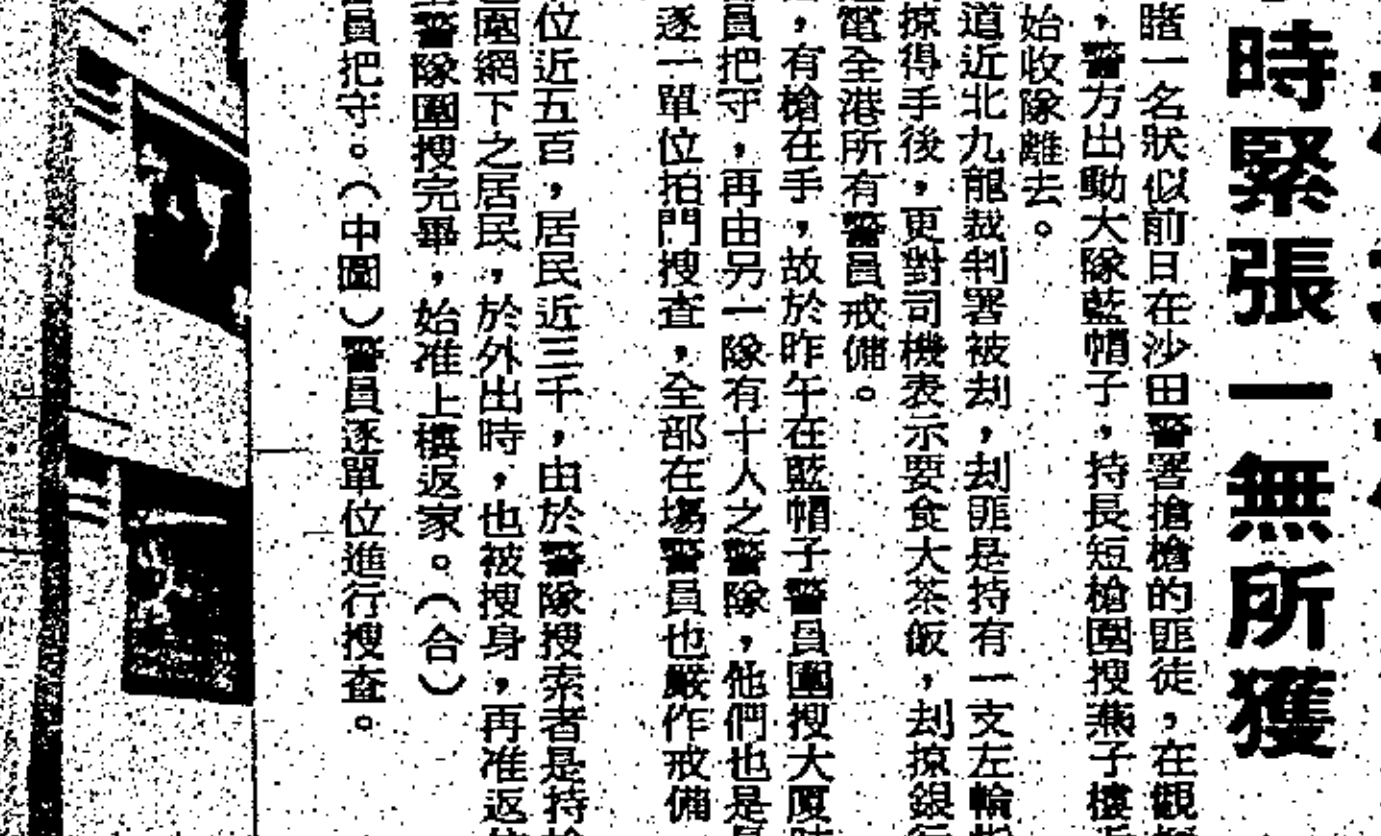 時緊張一無所獲
睹一名狀似前日在沙田警署搶槍的匪徒，在觀
，警方出動大隊藍帽子，持長短槍圍搜燕子樓
始收隊離去。
道近北九龍裁判署被刦，刦匪是持有一支左輪
掠得手後，更對司機表示要食大茶飯，刦掠銀行
電全港所有警員戒備。
，有槍在手，故於昨午在藍帽子警員圍搜大厦時
員把守，再由另一隊有十人之警隊，他們也是
逐一單位拍門搜查，全部在場警員也嚴作戒備
位近五百，居民近三千，由於警隊搜索者是持
圍網下之居民，於外出時，也被搜身，再准返
警隊圍搜完畢，始准上樓返家。（合）
員把守。（中圖）警員逐單位進行搜查。